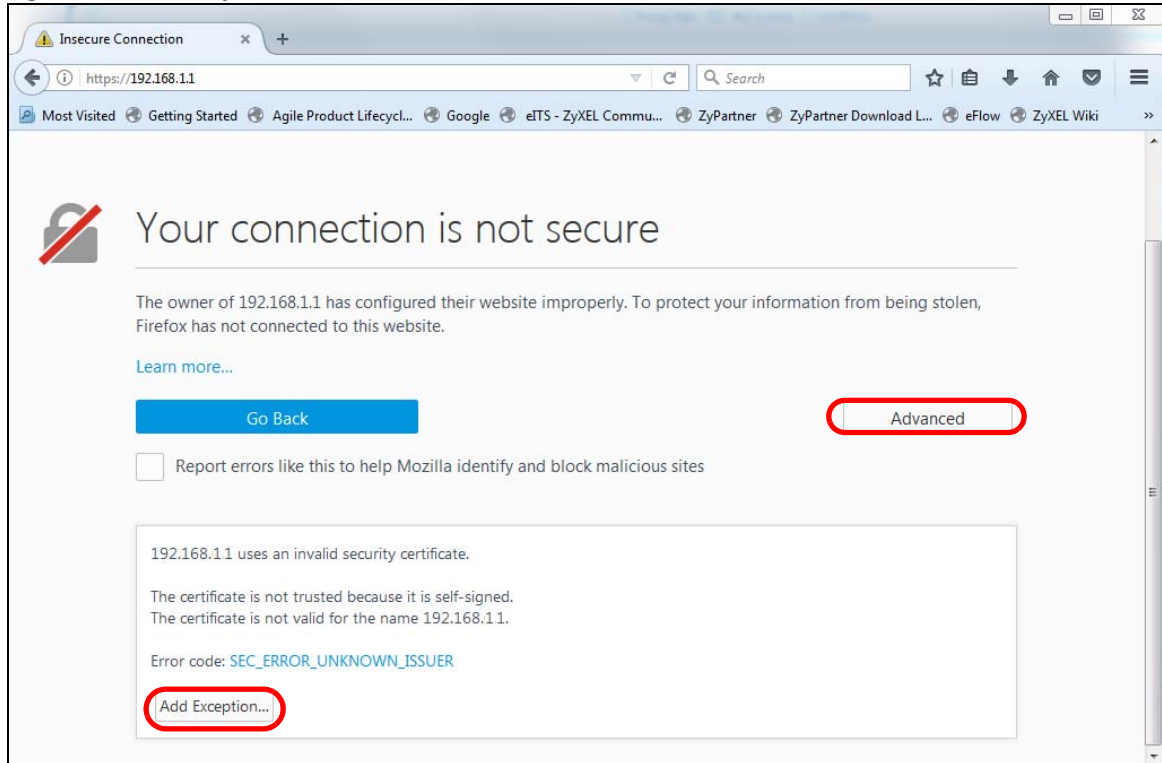 Insecure Connection
https://192.168.1.1
Search
Most Visited
Getting Started
Agile Product Lifecycl...
Google
eITS - ZyXEL Commu...
ZyPartner
ZyPartner Download L...
eFlow
ZyXEL Wiki
Your connection is not secure
The owner of 192.168.1.1 has configured their website improperly. To protect your information from being stolen,
Firefox has not connected to this website.
Learn more...
Go Back
Advanced
Report errors like this to help Mozilla identify and block malicious sites
192.168.1 1 uses an invalid security certificate.
The certificate is not trusted because it is self-signed.
The certificate is not valid for the name 192.168.1 1.
Error code: SEC_ERROR_UNKNOWN_ISSUER
Add Exception...